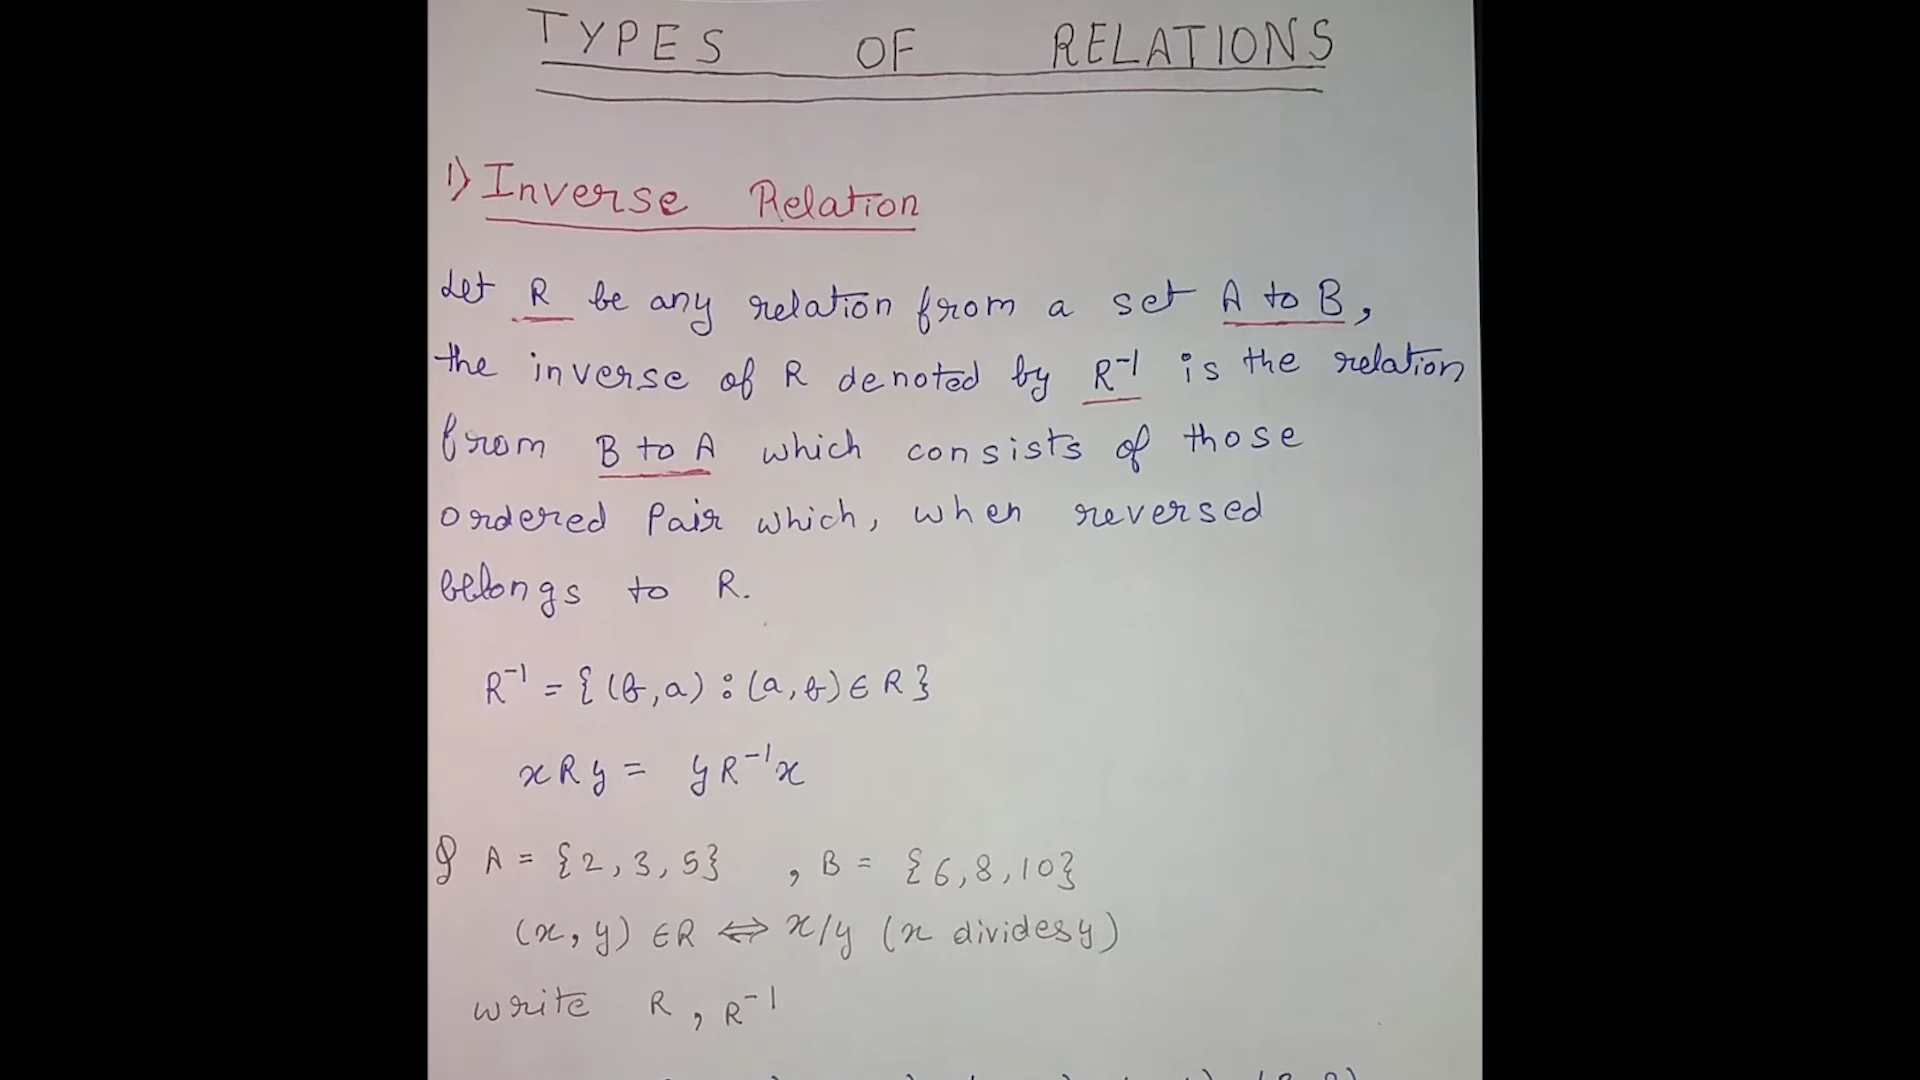 TYPES OF RELATIONS
1) Inverse Relation
Let R be any relation from a set A to B,
the inverse of R denoted by R⁻¹ is the relation
from B to A which consists of those
ordered Pair which, when reversed
belongs to R.
R⁻¹ = {(b,a) : (a,b) ∈ R}
xRy = yR⁻¹x
Q A = {2,3,5} , B = {6,8,10}
(x,y) ∈R ⇔ x/y (x dividesy)
write R, R⁻¹